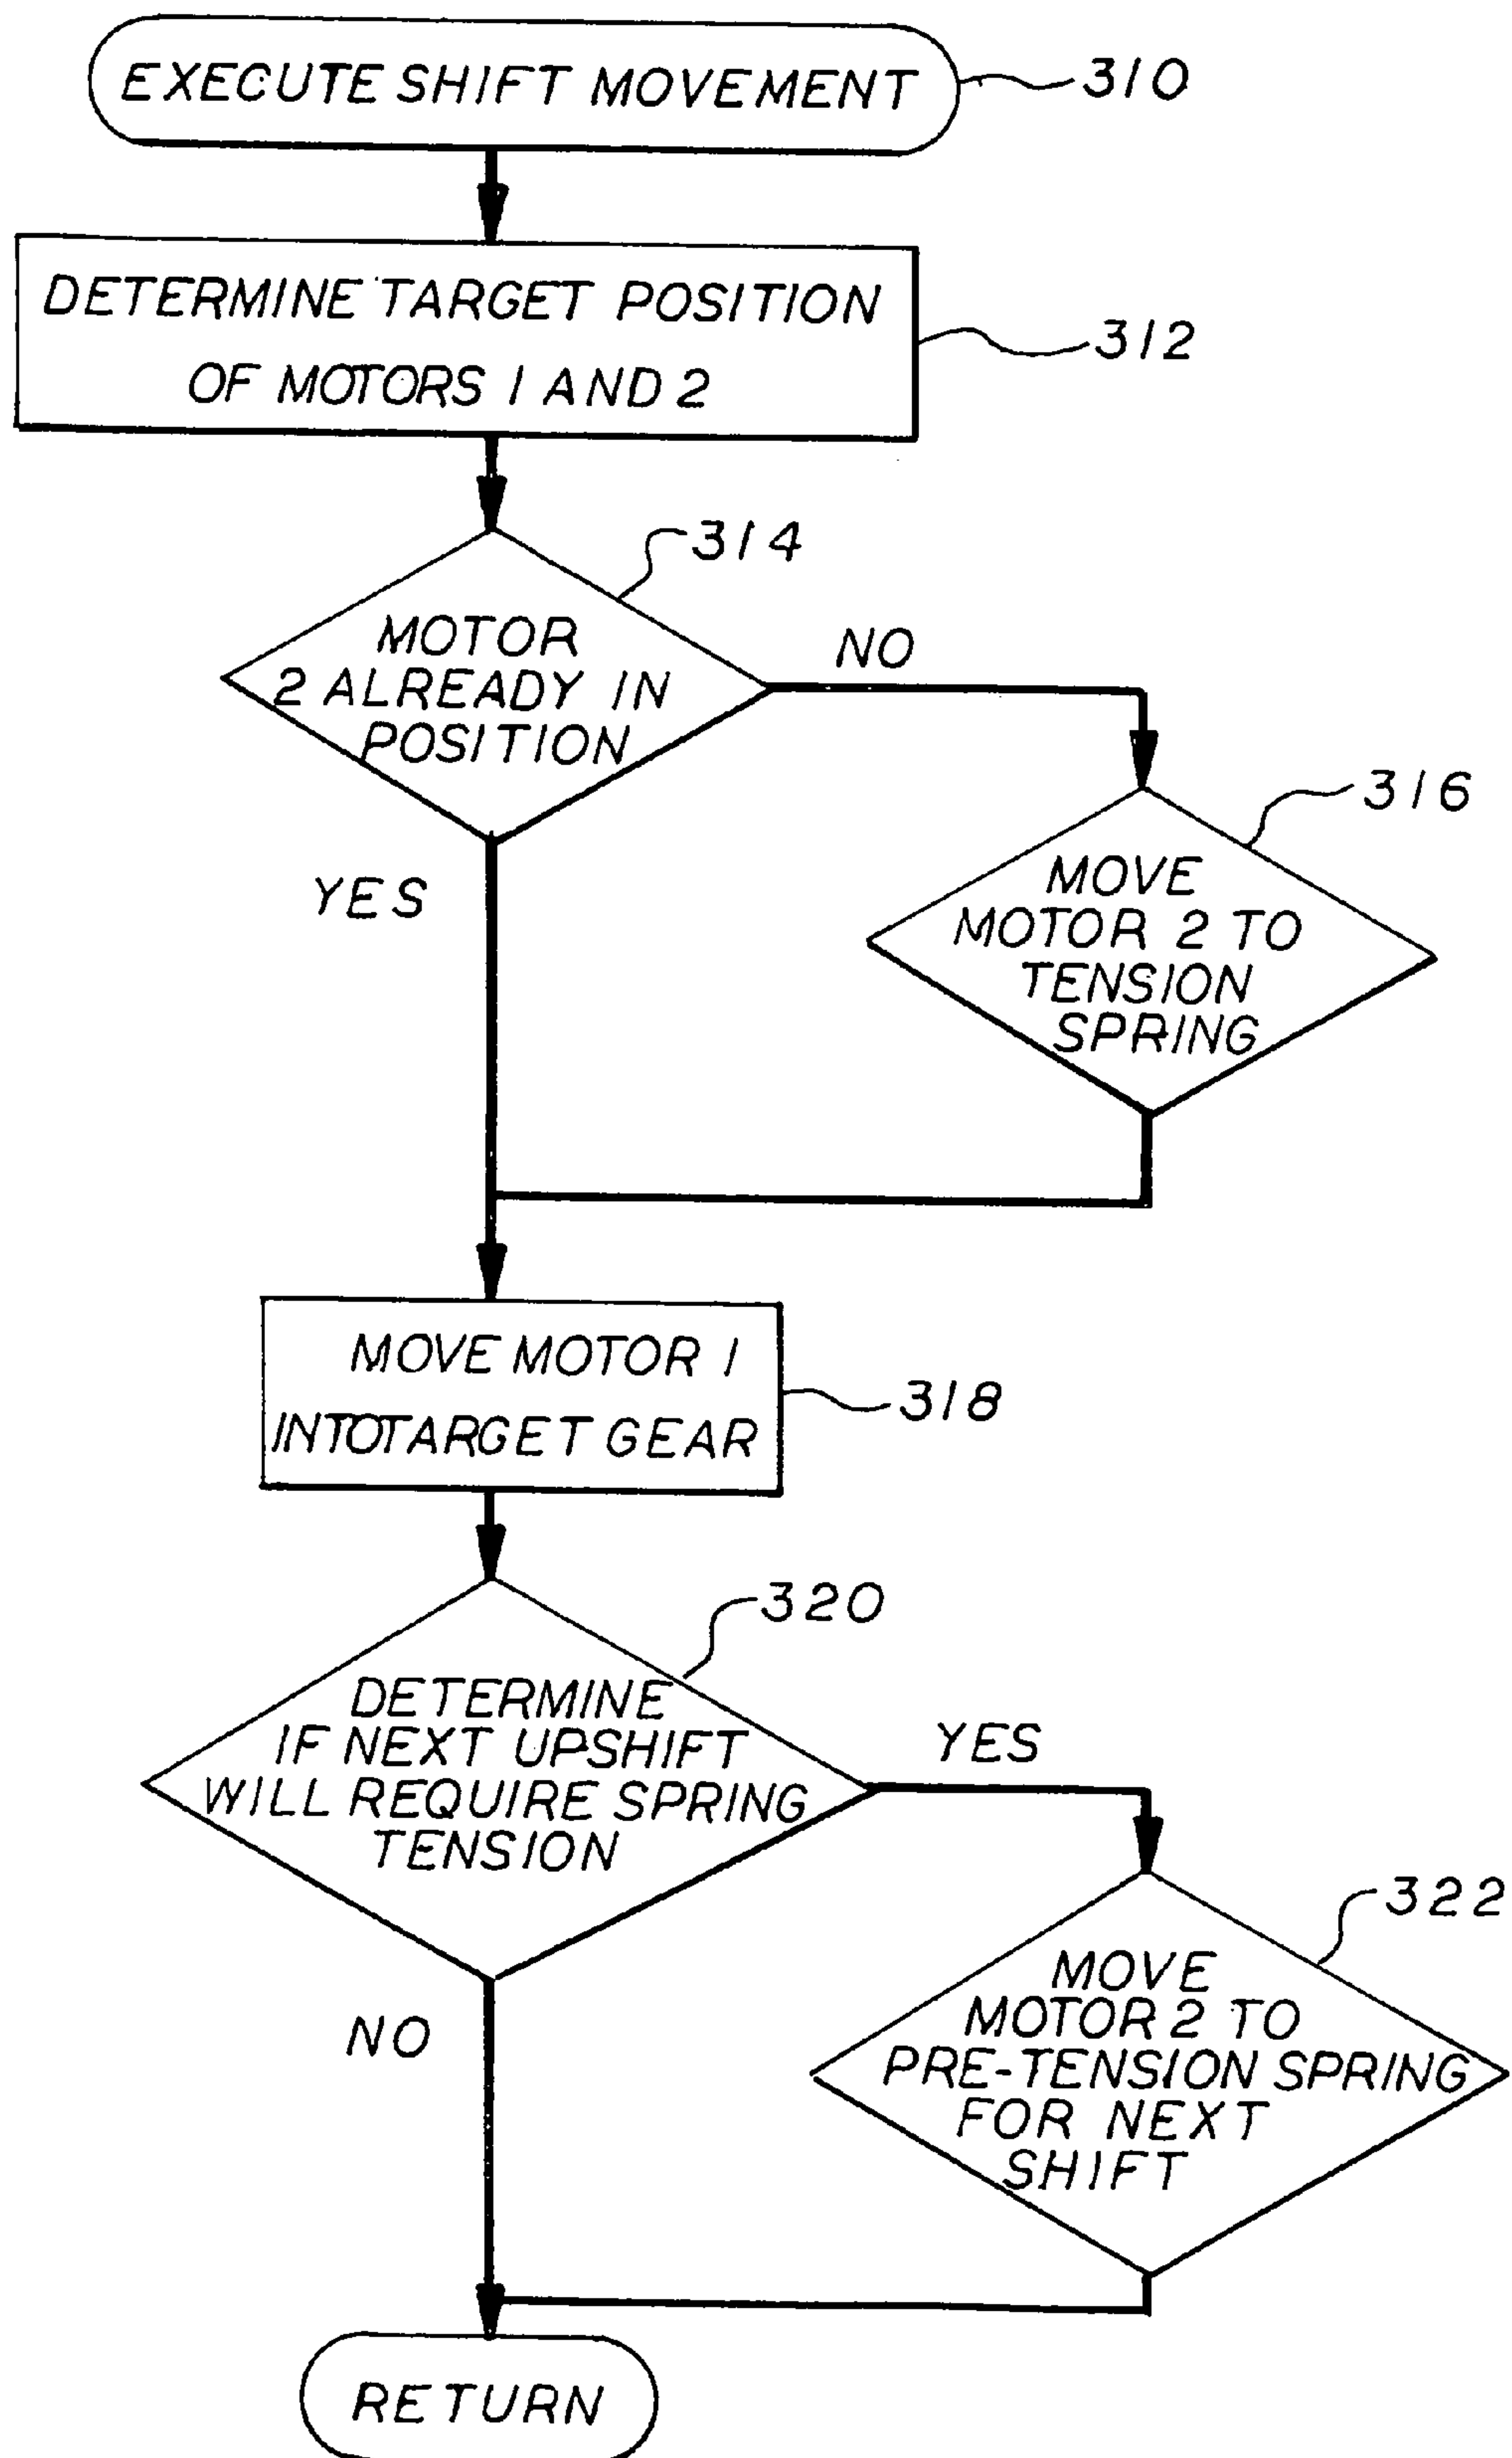 EXECUTE SHIFT MOVEMENT
310
DETERMINE TARGET POSITION
OF MOTORS 1 AND 2
312
314
MOTOR
2 ALREADY IN
POSITION
NO
YES
316
MOVE
MOTOR 2 TO
TENSION
SPRING
MOVE MOTOR 1
INTO TARGET GEAR
318
320
DETERMINE
IF NEXT UPSHIFT
WILL REQUIRE SPRING
TENSION
YES
NO
322
MOVE
MOTOR 2 TO
PRE-TENSION SPRING
FOR NEXT
SHIFT
RETURN